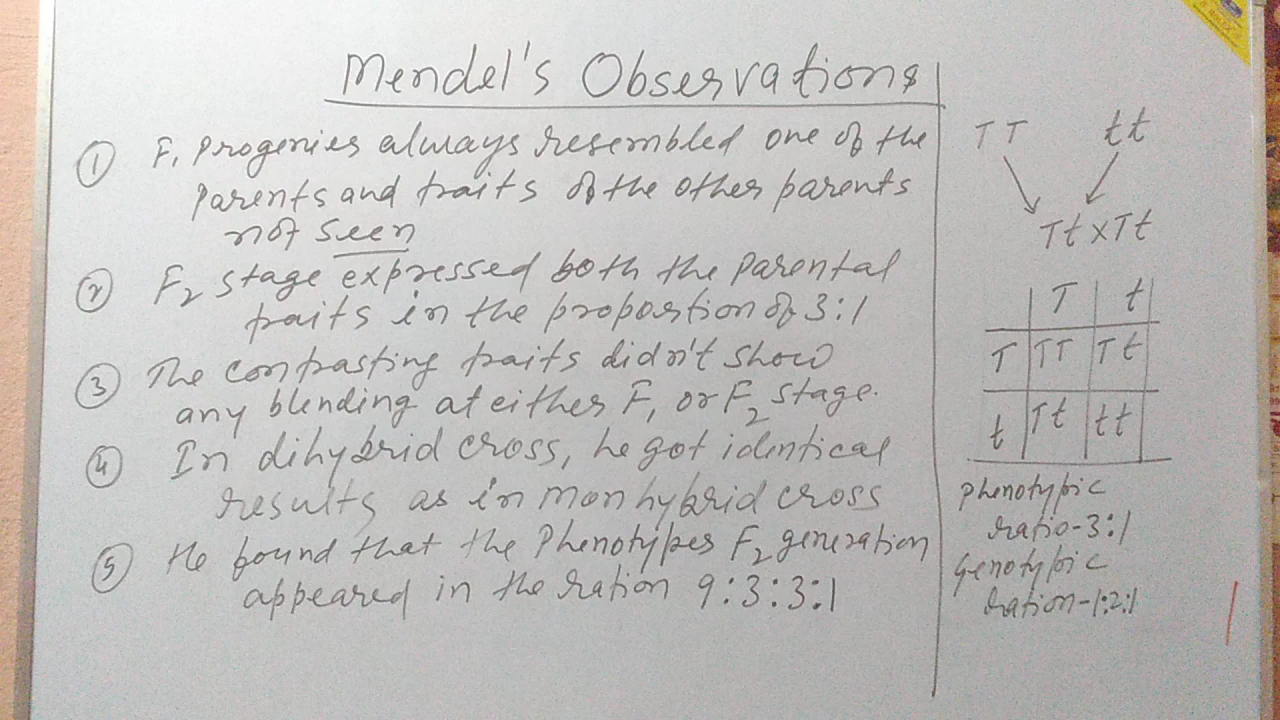 Mendel's Observations
① F₁ Progenies always resembled one of the
Parents and traits of the other parents
not seen
② F₂ stage expressed both the Parental
traits in the proportion of 3:1
③ The contrasting traits didn't show
any blending at either F₁ or F₂ stage.
④ In dihybrid cross, he got identical
results as in monhybrid cross
⑤ He found that the Phenotypes F₂ generation
appeared in the ration 9:3:3:1
TT tt
Tt x Tt
T t
T TT Tt
t Tt tt
Phenotypic
ratio-3:1
Genotypic
ration-1:2:1